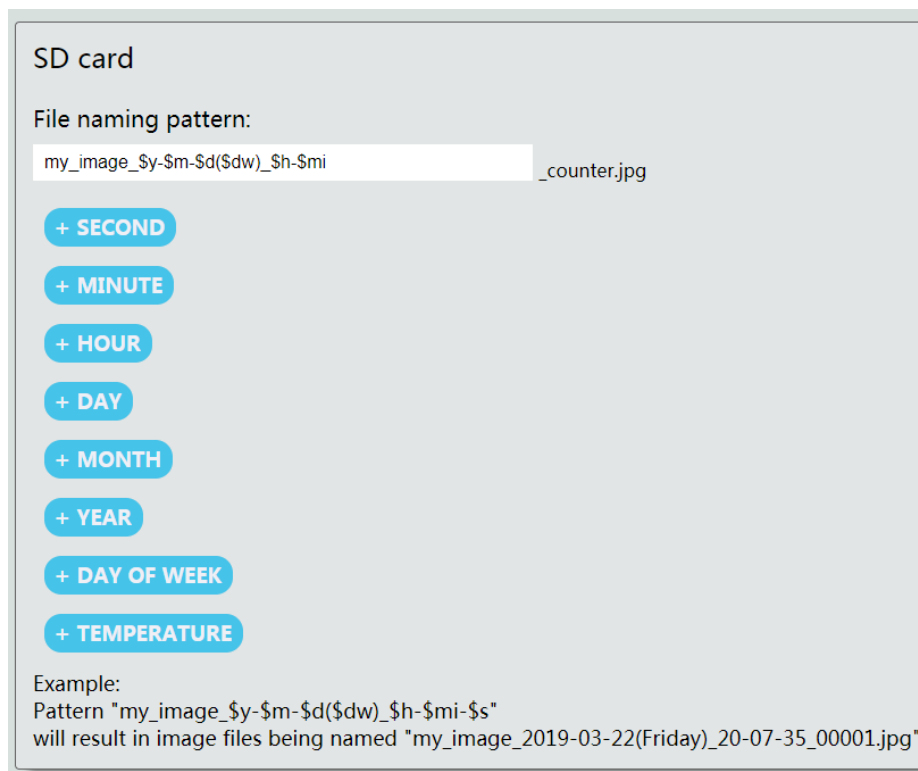 SD card
File naming pattern:
my_image_$y-$m-$d($dw)_$h-$mi _counter.jpg
+ SECOND
+ MINUTE
+ HOUR
+ DAY
+ MONTH
+ YEAR
+ DAY OF WEEK
+ TEMPERATURE
Example:
Pattern "my_image_$y-$m-$d($dw)_$h-$mi-$s"
will result in image files being named "my_image_2019-03-22(Friday)_20-07-35_00001.jpg"